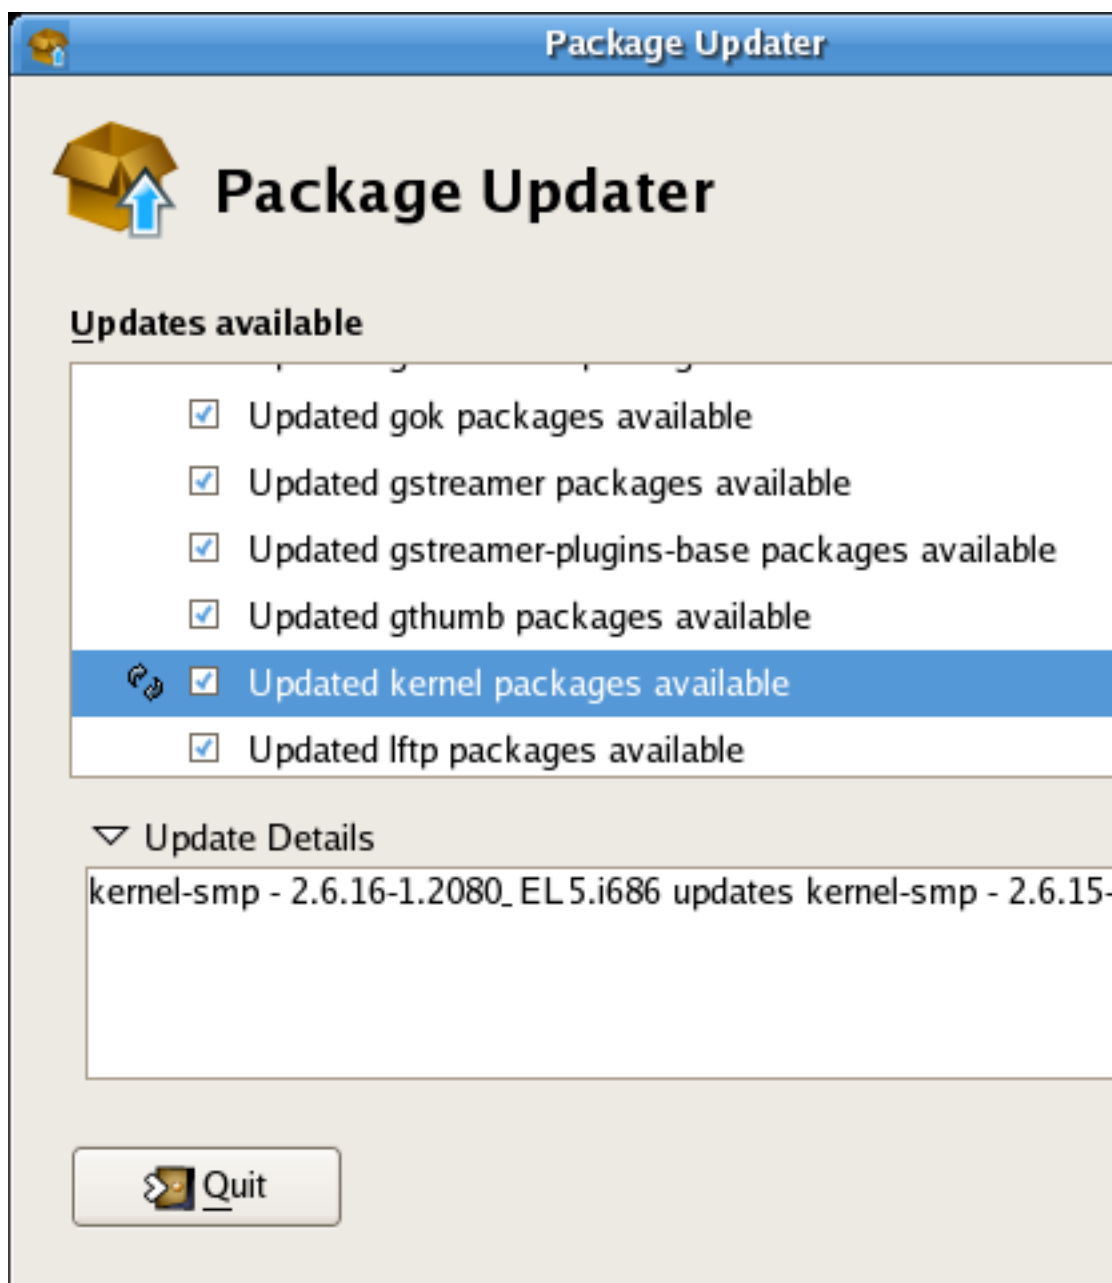 Package Updater
Package Updater
Updates available
Updated gok packages available
Updated gstreamer packages available
Updated gstreamer-plugins-base packages available
Updated gthumb packages available
Updated kernel packages available
Updated lftp packages available
Update Details
kernel-smp - 2.6.16-1.2080_EL5.i686 updates kernel-smp - 2.6.15-
Quit